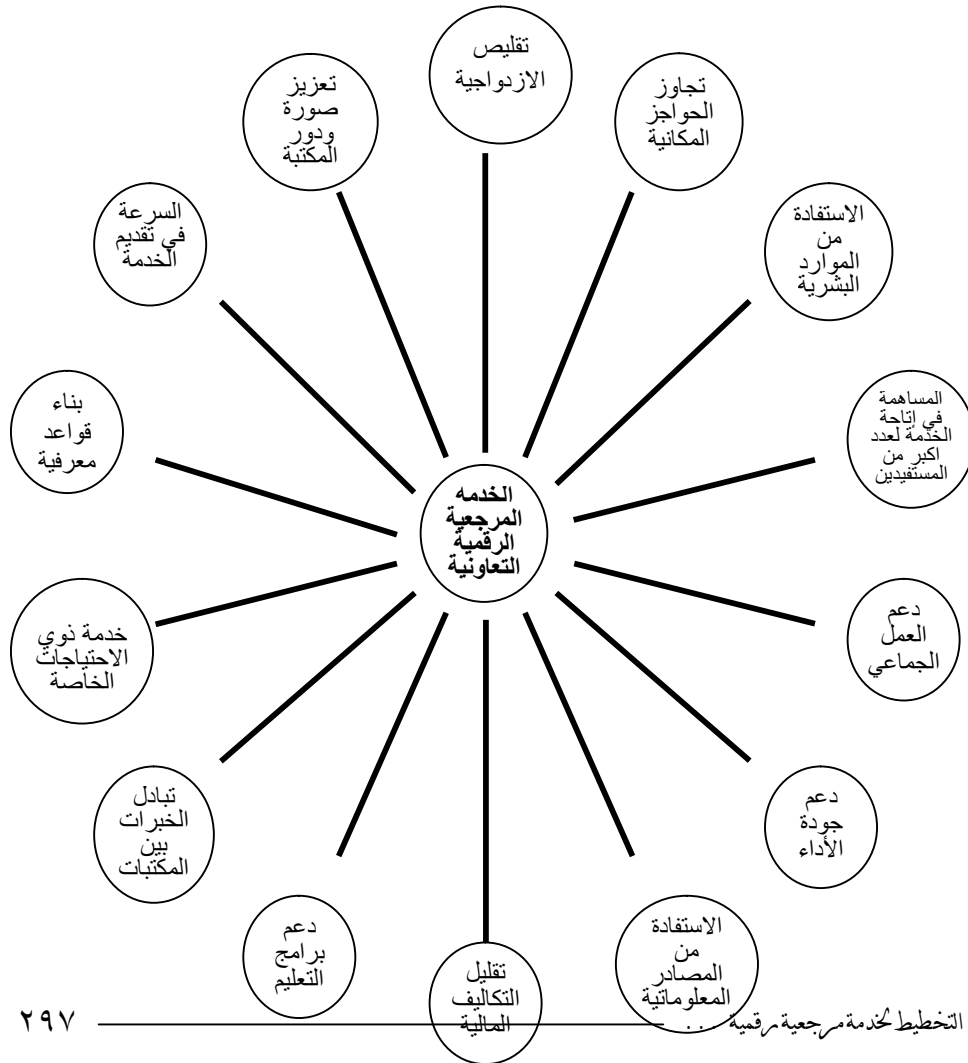 تقليص
الازدواجية
تجاوز
الحواجز
المكانية
الاستفادة
من
الموارد
البشرية
المساهمة
في إتاحة
الخدمة لعدد
اكبر من
المستفيدين
دعم
العمل
الجماعي
دعم
جودة
الأداء
الاستفادة
من
المصادر
المعلوماتية
تقليل
التكاليف
المالية
دعم
برامج
التعليم
تبادل
الخبرات
بين
المكتبات
خدمة ذوي
الاحتياجات
الخاصة
بناء
قواعد
معرفية
السرعة
في تقديم
الخدمة
تعزيز
صورة
ودور
المكتبة
الخدمه
المرجعية
الرقمية
التعاونية
التخطيط لخدمة مرجعية رقمية ... ٢٩٧